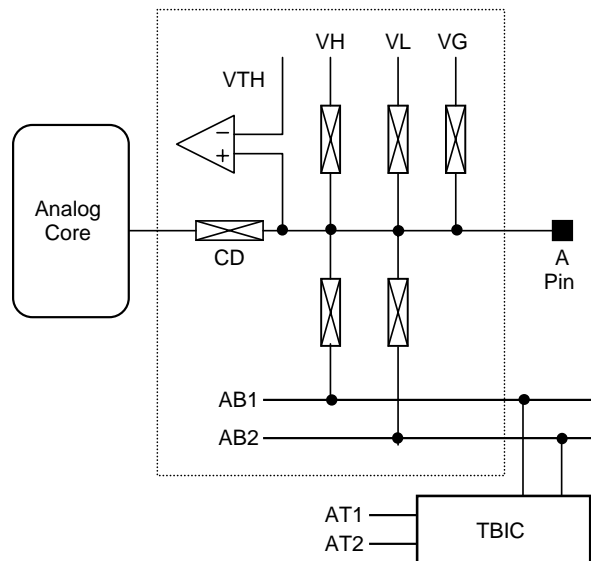 VH VL VG
VTH
−
+
Analog
Core
CD
A
Pin
AB1
AB2
AT1
AT2
TBIC